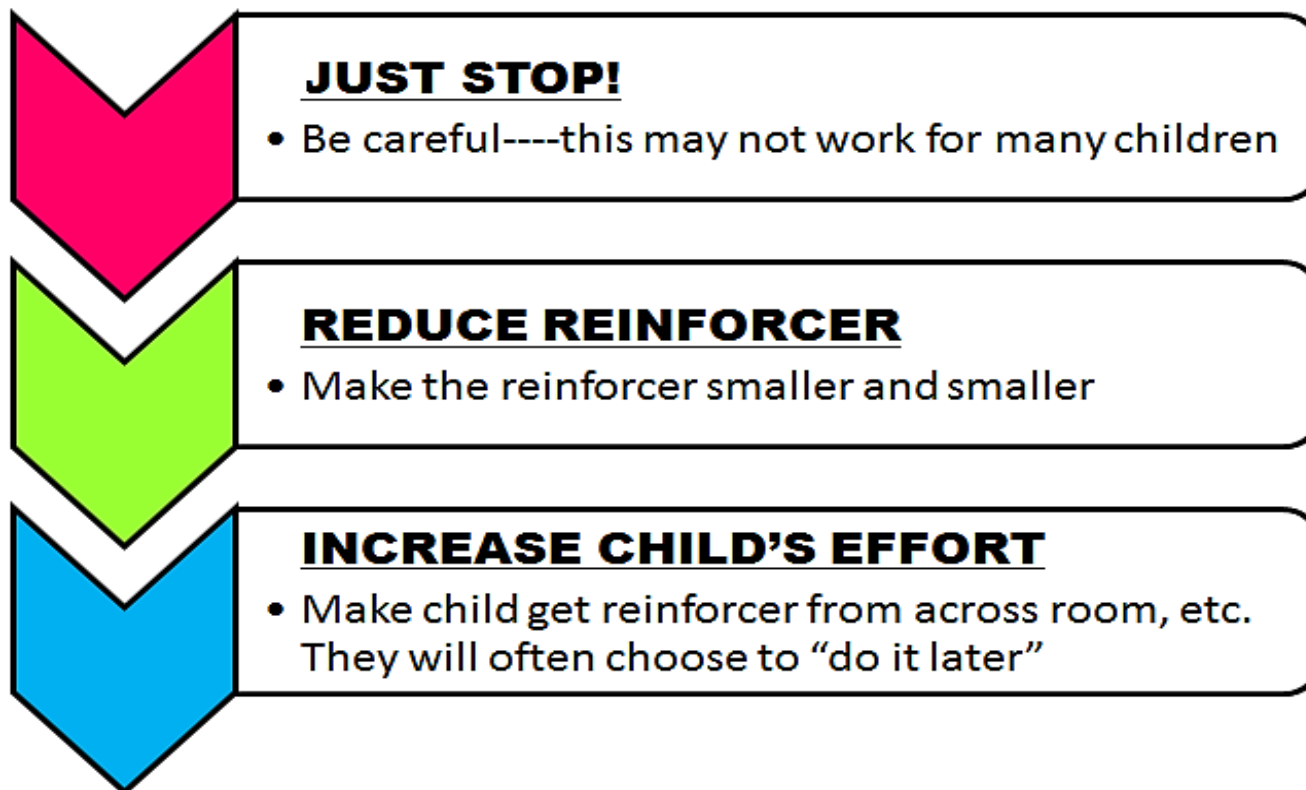 JUST STOP!
• Be careful----this may not work for many children
REDUCE REINFORCER
• Make the reinforcer smaller and smaller
INCREASE CHILD’S EFFORT
• Make child get reinforcer from across room, etc.
They will often choose to “do it later”